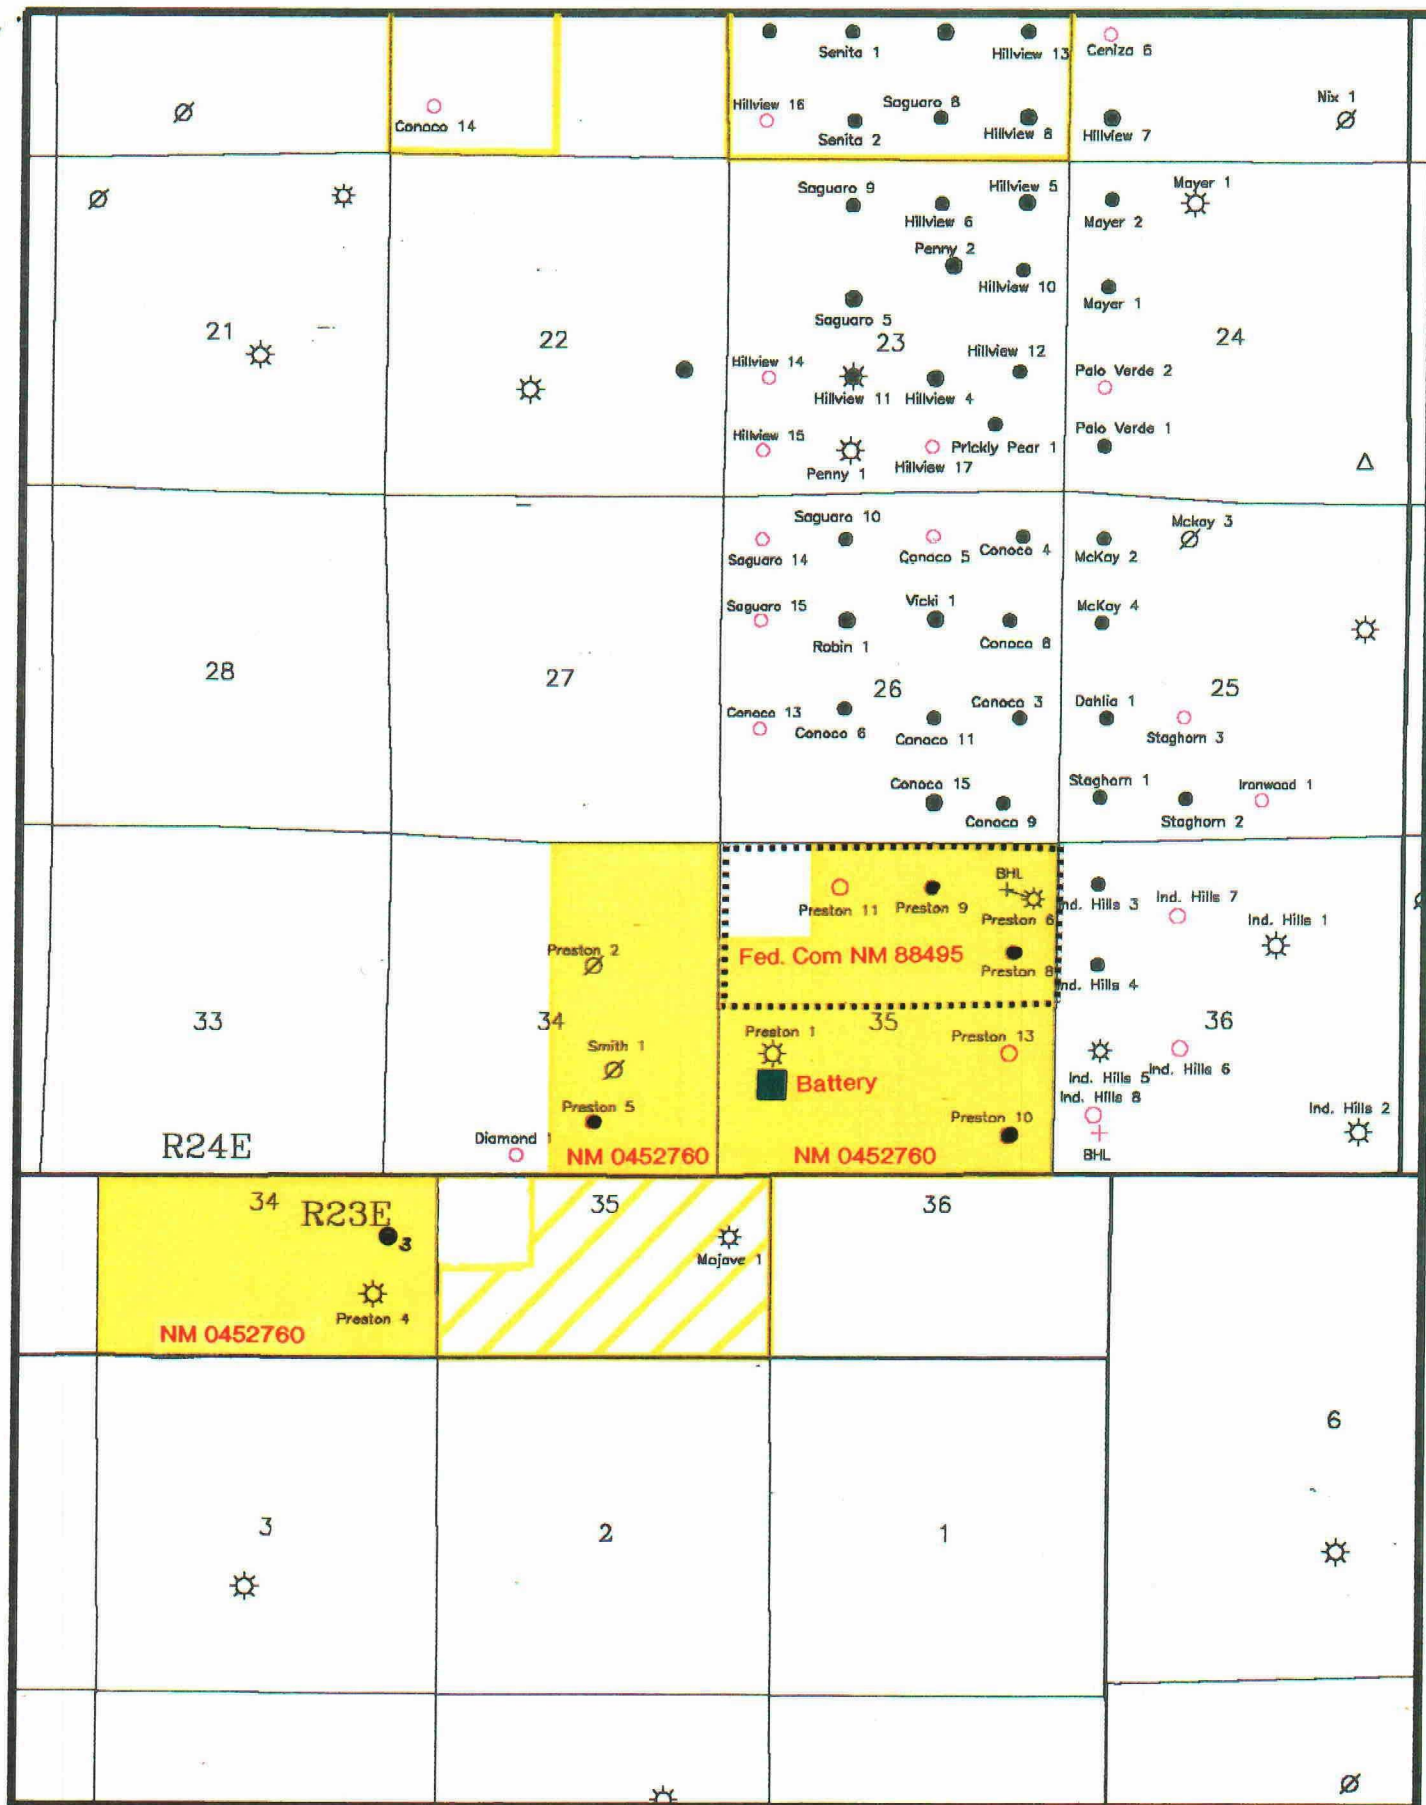 Senita 1
Hillview 13
Ceniza 6
Conoco 14
Hillview 16
Senita 2
Saguaro 8
Hillview 8
Hillview 7
Nix 1
Saguaro 9
Hillview 6
Hillview 5
Mayer 2
Mayer 1
Penny 2
Hillview 10
Mayer 1
Saguaro 5
21
22
23
24
Hillview 14
Hillview 11
Hillview 4
Hillview 12
Palo Verde 2
Hillview 15
Penny 1
Hillview 17
Prickly Pear 1
Palo Verde 1
Saguaro 14
Saguaro 10
Conoco 5
Conoco 4
McKay 2
Mckay 3
Saguaro 15
Robin 1
Vicki 1
Conoco 8
McKay 4
28
27
26
25
Conoco 13
Conoco 6
Conoco 11
Conoco 3
Dahlia 1
Staghorn 3
Conoco 15
Conoco 9
Staghorn 1
Staghorn 2
Ironwood 1
Preston 11
Preston 9
BHL
Preston 6
Ind. Hills 3
Ind. Hills 7
Ind. Hills 1
Preston 2
Fed. Com NM 88495
Preston 8
Ind. Hills 4
33
34
35
36
Smith 1
Preston 1
Preston 13
Ind. Hills 5
Ind. Hills 6
Battery
Preston 5
Preston 10
Ind. Hills 8
Ind. Hills 2
R24E
Diamond 1
NM 0452760
NM 0452760
BHL
34
R23E
35
36
3
Mojave 1
Preston 4
NM 0452760
6
3
2
1